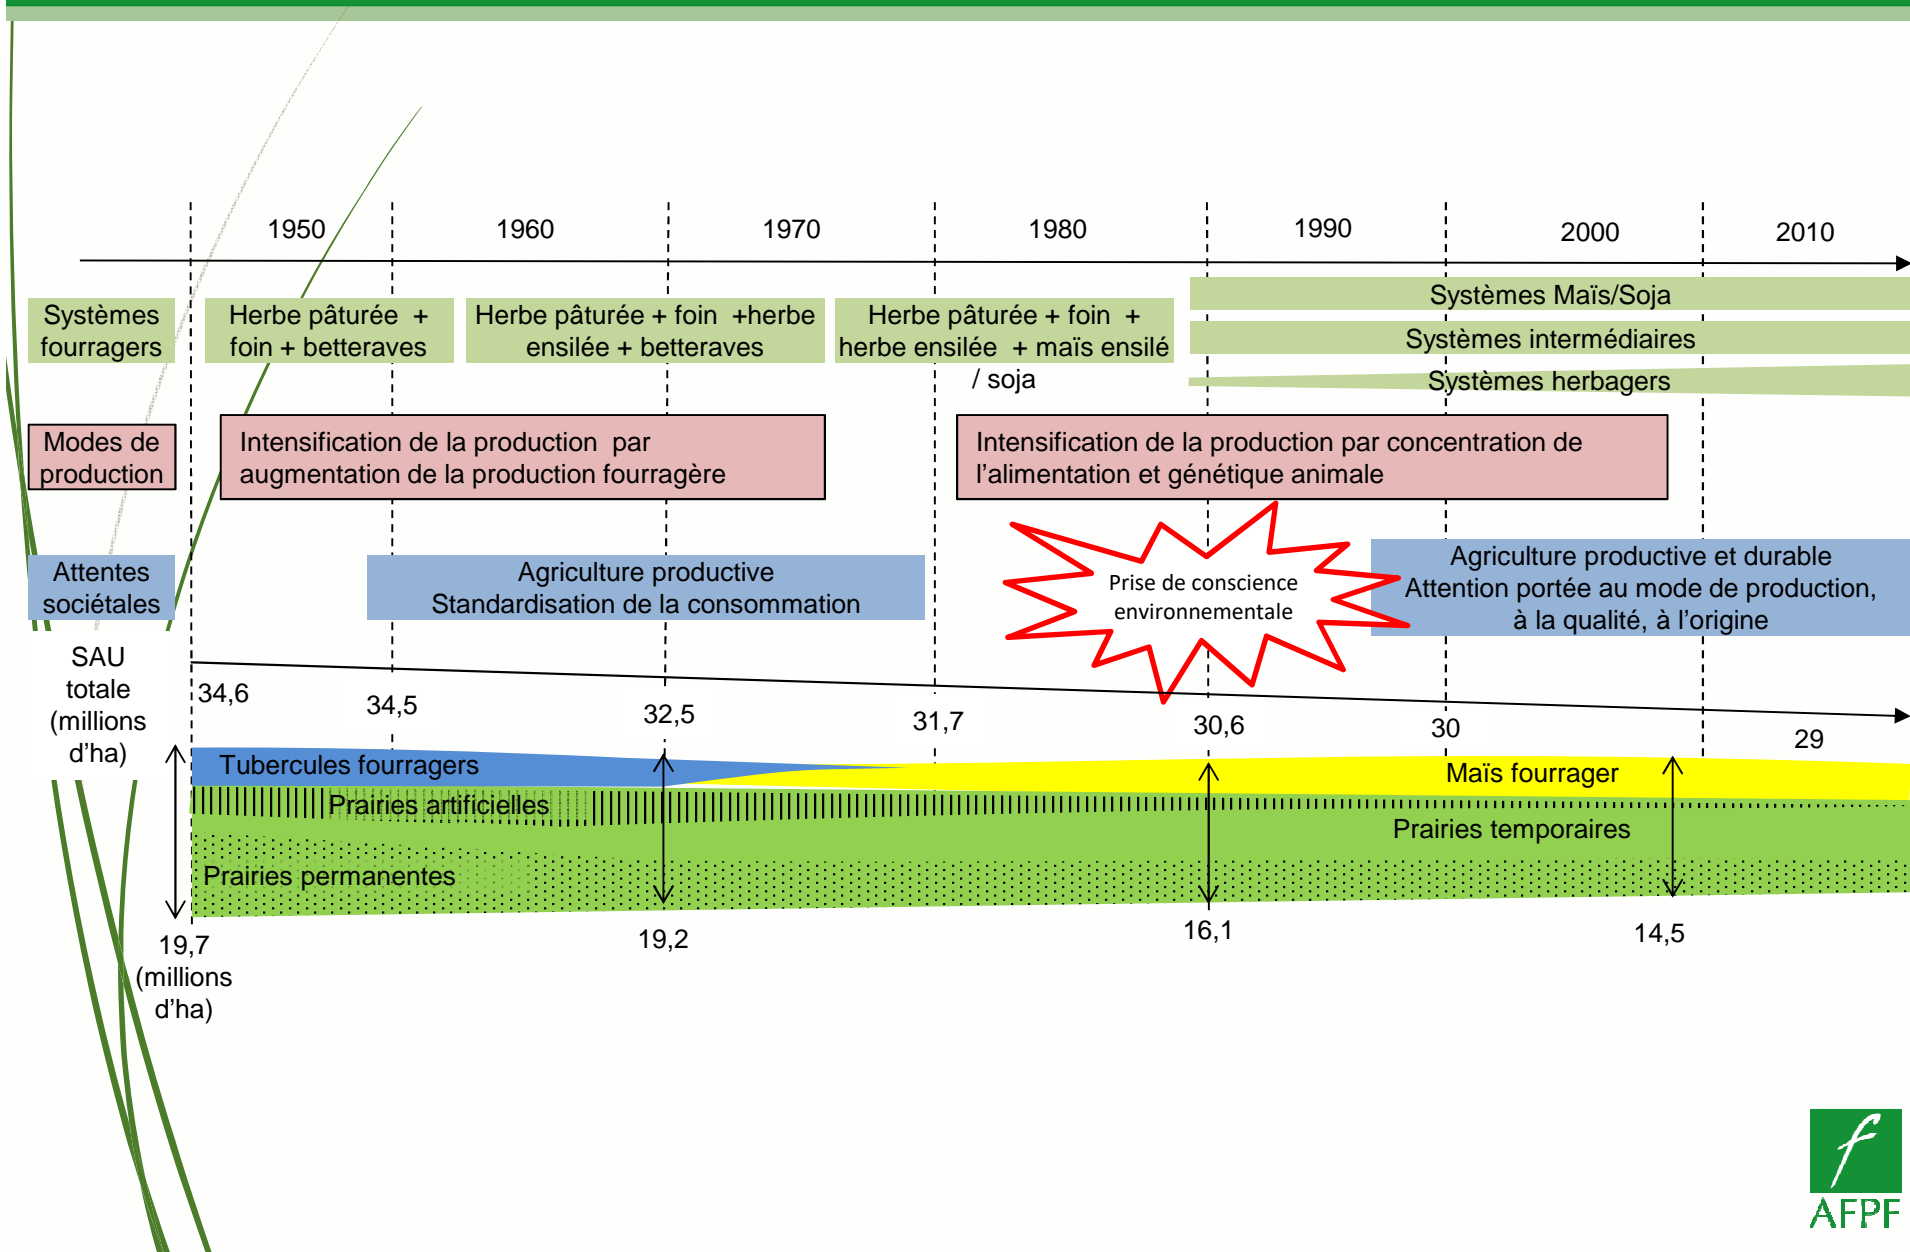 1950
1960
1970
1980
1990
2000
2010
Systèmes
fourragers
Herbe pâturée +
foin + betteraves
Herbe pâturée + foin +herbe
ensilée + betteraves
Herbe pâturée + foin +
herbe ensilée + maïs ensilé
/ soja
Systèmes Maïs/Soja
Systèmes intermédiaires
Systèmes herbagers
Modes de
production
Intensification de la production par
augmentation de la production fourragère
Intensification de la production par concentration de
l'alimentation et génétique animale
Attentes
sociétales
Agriculture productive
Standardisation de la consommation
Prise de conscience
environnementale
Agriculture productive et durable
Attention portée au mode de production,
à la qualité, à l'origine
SAU
totale
(millions
d'ha)
34,6
34,5
32,5
31,7
30,6
30
29
Tubercules fourragers
Maïs fourrager
Prairies artificielles
Prairies temporaires
Prairies permanentes
19,7
(millions
d'ha)
19,2
16,1
14,5
f
AFPF